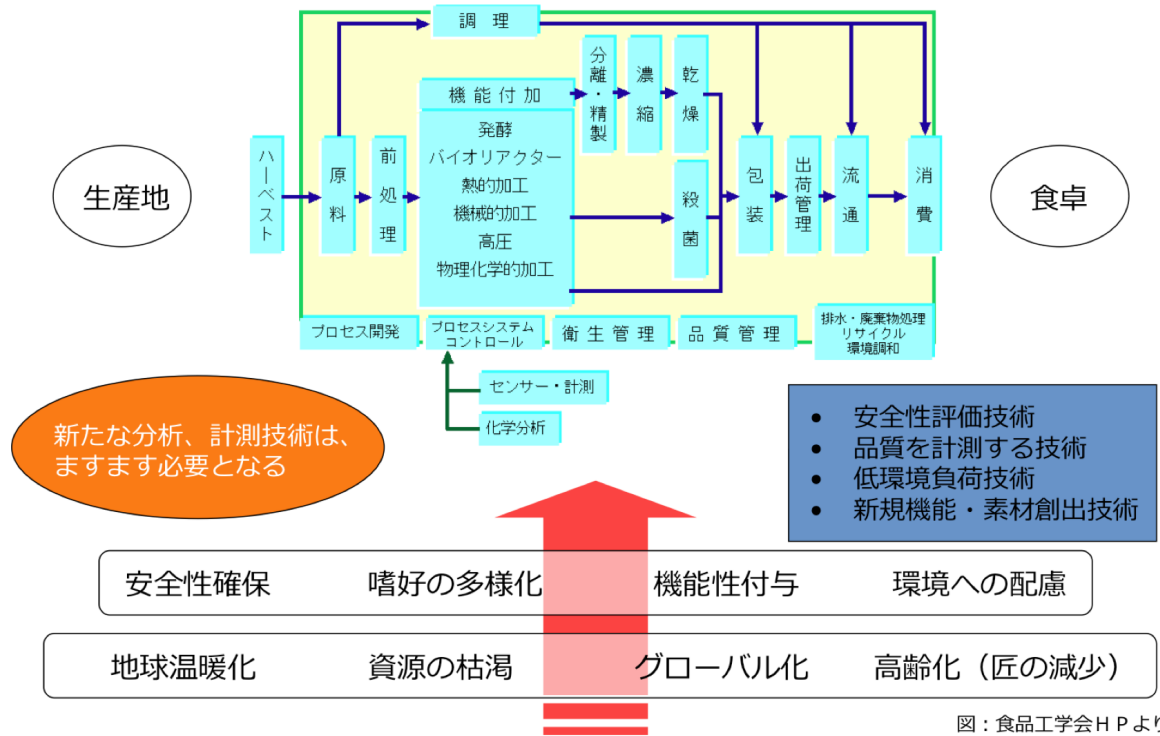 調理
機能付加
分離・精製
濃縮
乾燥
発酵
バイオリアクター
熱的加工
機械的加工
高圧
物理化学的加工
生産地
ハーベスト
原料
前処理
殺菌
包装
出荷管理
流通
消費
食卓
プロセス開発
プロセスシステム
コントロール
衛生管理
品質管理
排水・廃棄物処理
リサイクル
環境調和
センサー・計測
化学分析
新たな分析、計測技術は、
ますます必要となる
• 安全性評価技術
• 品質を計測する技術
• 低環境負荷技術
• 新規機能・素材創出技術
安全性確保 嗜好の多様化 機能性付与 環境への配慮
地球温暖化 資源の枯渇 グローバル化 高齢化（匠の減少）
図：食品工学会ＨＰより